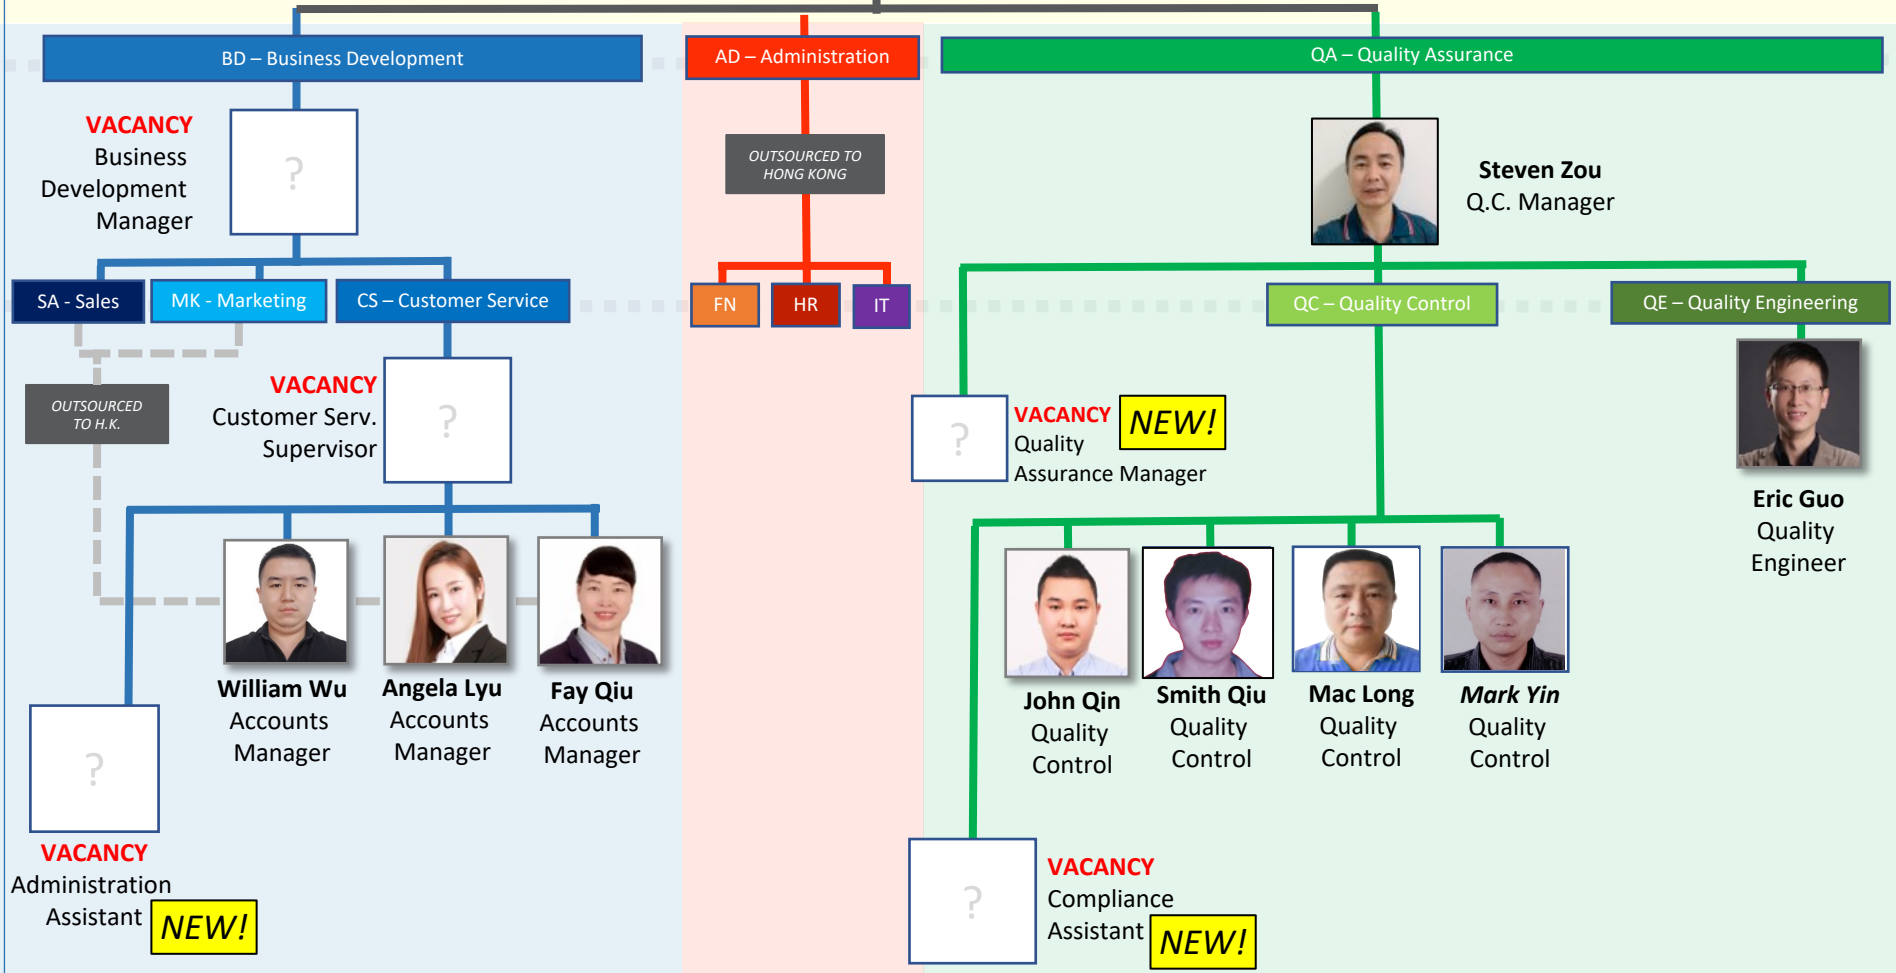 BD – Business Development
AD – Administration
QA – Quality Assurance
VACANCY
Business
Development
Manager
?
OUTSOURCED TO
HONG KONG
Steven Zou
Q.C. Manager
SA - Sales
MK - Marketing
CS – Customer Service
FN
HR
IT
QC – Quality Control
QE – Quality Engineering
OUTSOURCED
TO H.K.
VACANCY
Customer Serv.
Supervisor
?
?
VACANCY
Quality
Assurance Manager
NEW!
Eric Guo
Quality
Engineer
William Wu
Accounts
Manager
Angela Lyu
Accounts
Manager
Fay Qiu
Accounts
Manager
John Qin
Quality
Control
Smith Qiu
Quality
Control
Mac Long
Quality
Control
Mark Yin
Quality
Control
?
VACANCY
Administration
Assistant
NEW!
?
VACANCY
Compliance
Assistant
NEW!